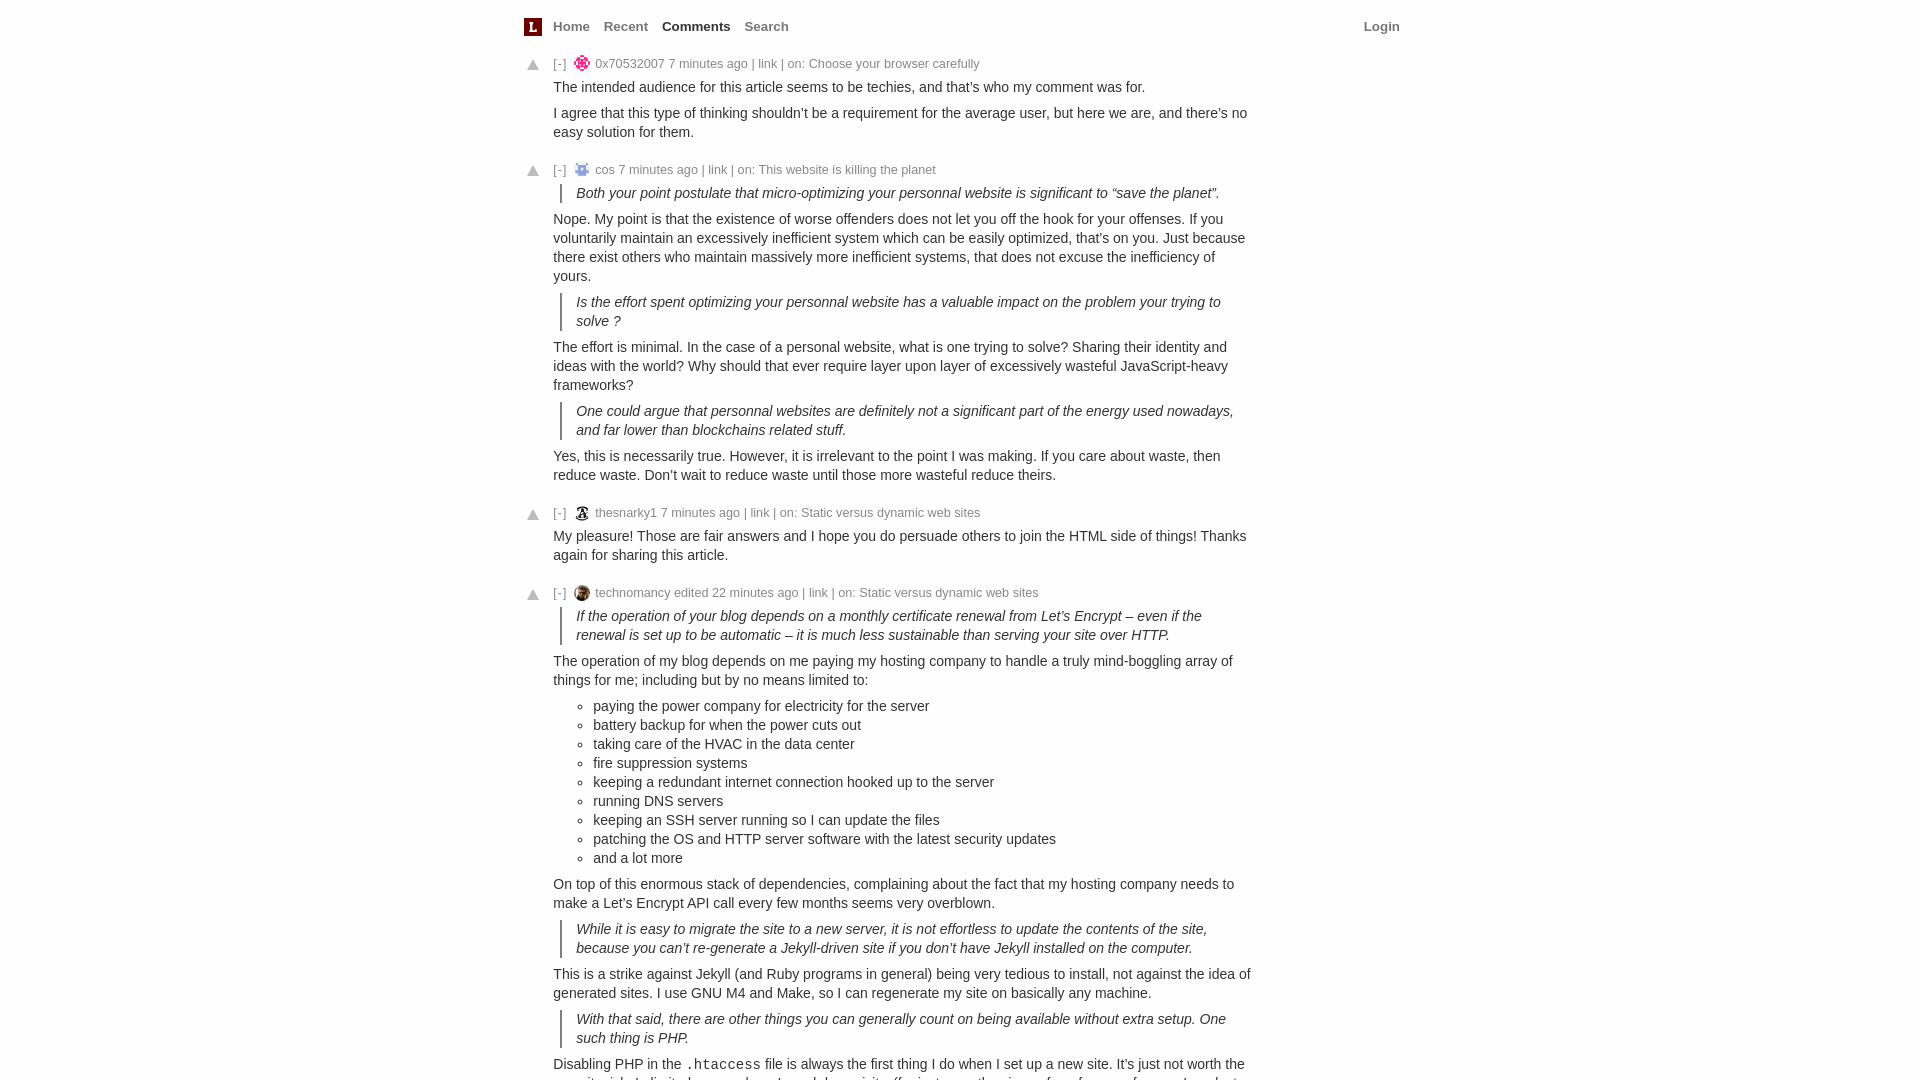 L Home Recent Comments Search Login
[-] 0x70532007 7 minutes ago | link | on: Choose your browser carefully
The intended audience for this article seems to be techies, and that’s who my comment was for.
I agree that this type of thinking shouldn’t be a requirement for the average user, but here we are, and there’s no
easy solution for them.
[-] cos 7 minutes ago | link | on: This website is killing the planet
Both your point postulate that micro-optimizing your personnal website is significant to “save the planet”.
Nope. My point is that the existence of worse offenders does not let you off the hook for your offenses. If you
voluntarily maintain an excessively inefficient system which can be easily optimized, that’s on you. Just because
there exist others who maintain massively more inefficient systems, that does not excuse the inefficiency of
yours.
Is the effort spent optimizing your personnal website has a valuable impact on the problem your trying to
solve ?
The effort is minimal. In the case of a personal website, what is one trying to solve? Sharing their identity and
ideas with the world? Why should that ever require layer upon layer of excessively wasteful JavaScript-heavy
frameworks?
One could argue that personnal websites are definitely not a significant part of the energy used nowadays,
and far lower than blockchains related stuff.
Yes, this is necessarily true. However, it is irrelevant to the point I was making. If you care about waste, then
reduce waste. Don’t wait to reduce waste until those more wasteful reduce theirs.
[-] thesnarky1 7 minutes ago | link | on: Static versus dynamic web sites
My pleasure! Those are fair answers and I hope you do persuade others to join the HTML side of things! Thanks
again for sharing this article.
[-] technomancy edited 22 minutes ago | link | on: Static versus dynamic web sites
If the operation of your blog depends on a monthly certificate renewal from Let’s Encrypt – even if the
renewal is set up to be automatic – it is much less sustainable than serving your site over HTTP.
The operation of my blog depends on me paying my hosting company to handle a truly mind-boggling array of
things for me; including but by no means limited to:
paying the power company for electricity for the server
battery backup for when the power cuts out
taking care of the HVAC in the data center
fire suppression systems
keeping a redundant internet connection hooked up to the server
running DNS servers
keeping an SSH server running so I can update the files
patching the OS and HTTP server software with the latest security updates
and a lot more
On top of this enormous stack of dependencies, complaining about the fact that my hosting company needs to
make a Let’s Encrypt API call every few months seems very overblown.
While it is easy to migrate the site to a new server, it is not effortless to update the contents of the site,
because you can’t re-generate a Jekyll-driven site if you don’t have Jekyll installed on the computer.
This is a strike against Jekyll (and Ruby programs in general) being very tedious to install, not against the idea of
generated sites. I use GNU M4 and Make, so I can regenerate my site on basically any machine.
With that said, there are other things you can generally count on being available without extra setup. One
such thing is PHP.
Disabling PHP in the .htaccess file is always the first thing I do when I set up a new site. It’s just not worth the